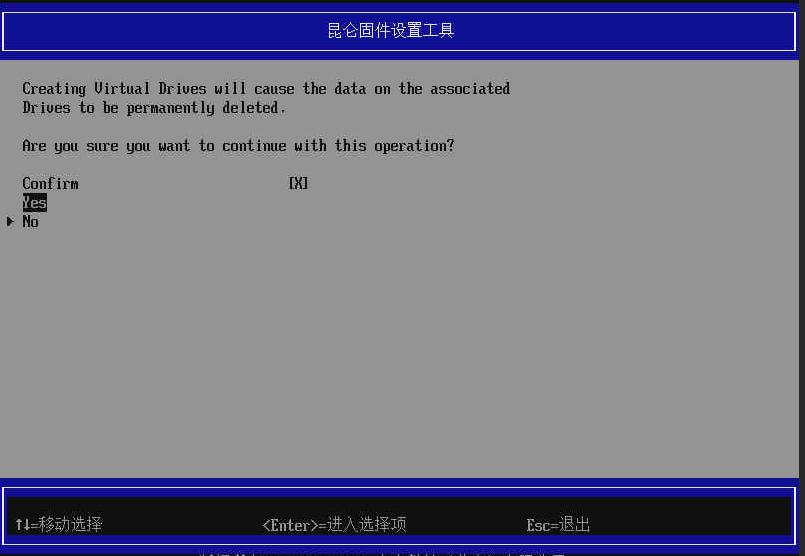 昆仑固件设置工具
Creating Virtual Drives will cause the data on the associated
Drives to be permanently deleted.
Are you sure you want to continue with this operation?
Confirm [X]
Yes
No
↑↓=移动选择 <Enter>=进入选择项 Esc=退出